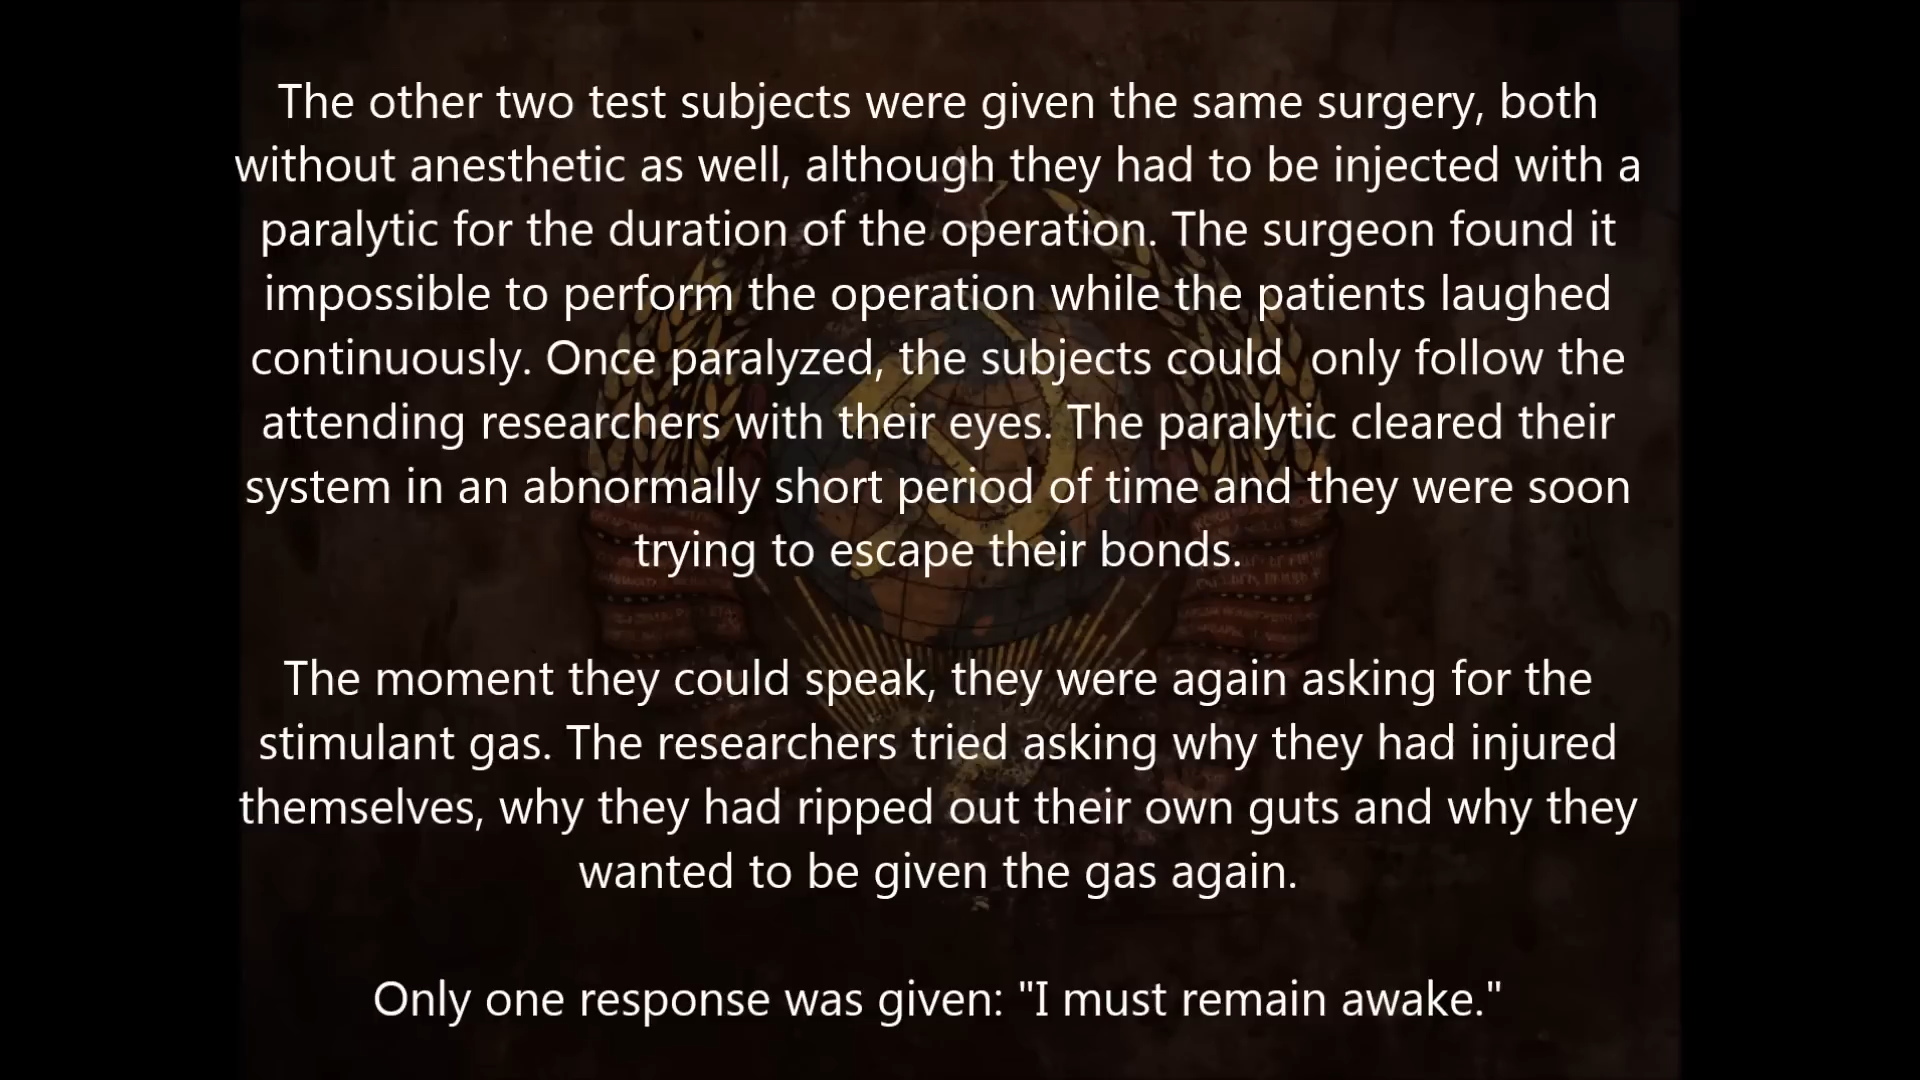 The other two test subjects were given the same surgery, both
without anesthetic as well, although they had to be injected with a
paralytic for the duration of the operation. The surgeon found it
impossible to perform the operation while the patients laughed
continuously. Once paralyzed, the subjects could  only follow the
attending researchers with their eyes. The paralytic cleared their
system in an abnormally short period of time and they were soon
trying to escape their bonds.
The moment they could speak, they were again asking for the
stimulant gas. The researchers tried asking why they had injured
themselves, why they had ripped out their own guts and why they
wanted to be given the gas again.
Only one response was given: "I must remain awake."